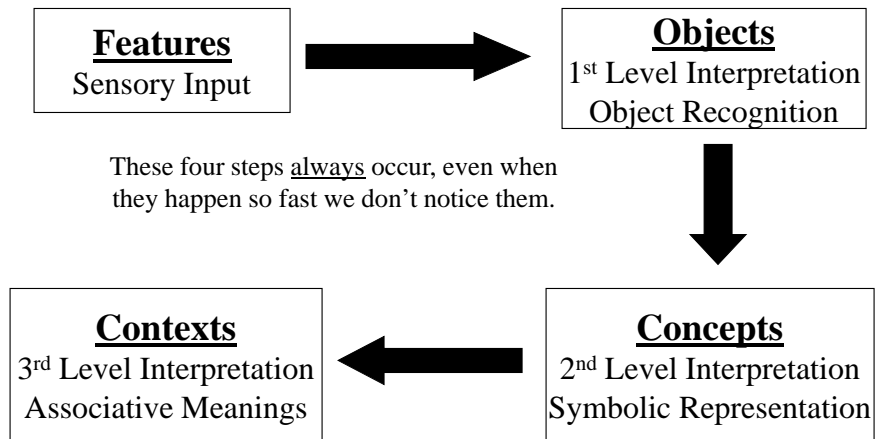 Features
Sensory Input
Objects
1st Level Interpretation
Object Recognition
These four steps always occur, even when
they happen so fast we don’t notice them.
Contexts
3rd Level Interpretation
Associative Meanings
Concepts
2nd Level Interpretation
Symbolic Representation